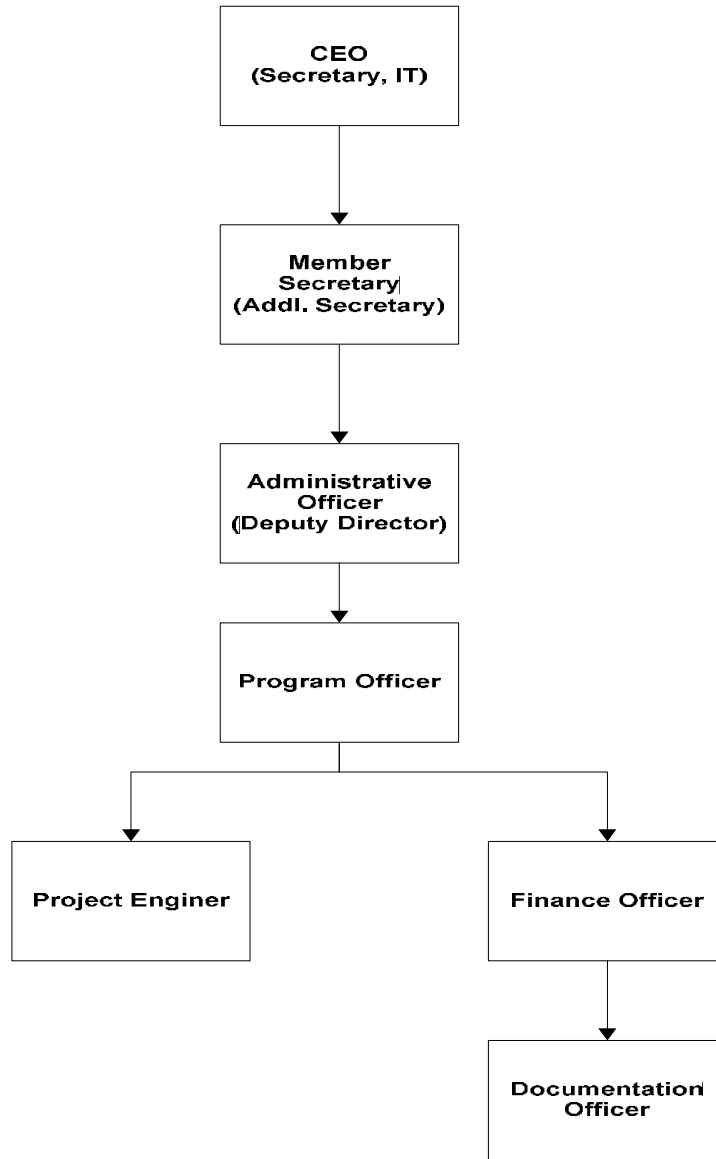 CEO
(Secretary, IT)
Member
Secretary
(Addl. Secretary)
Administrative
Officer
(Deputy Director)
Program Officer
Project Enginer
Finance Officer
Documentation
Officer